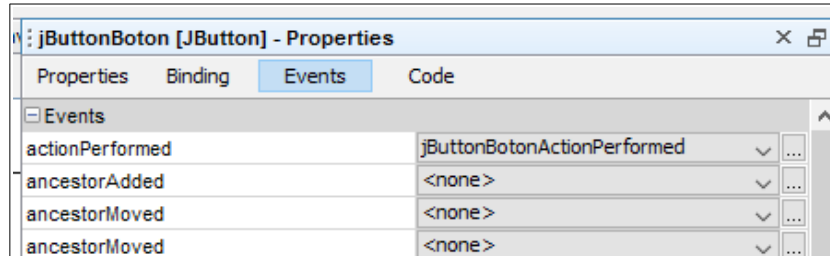 jButtonBoton [JButton] - Properties
Properties Binding Events Code
Events
actionPerformed jButtonBotonActionPerformed ...
ancestorAdded <none> ...
ancestorMoved <none> ...
ancestorMoved <none> ...